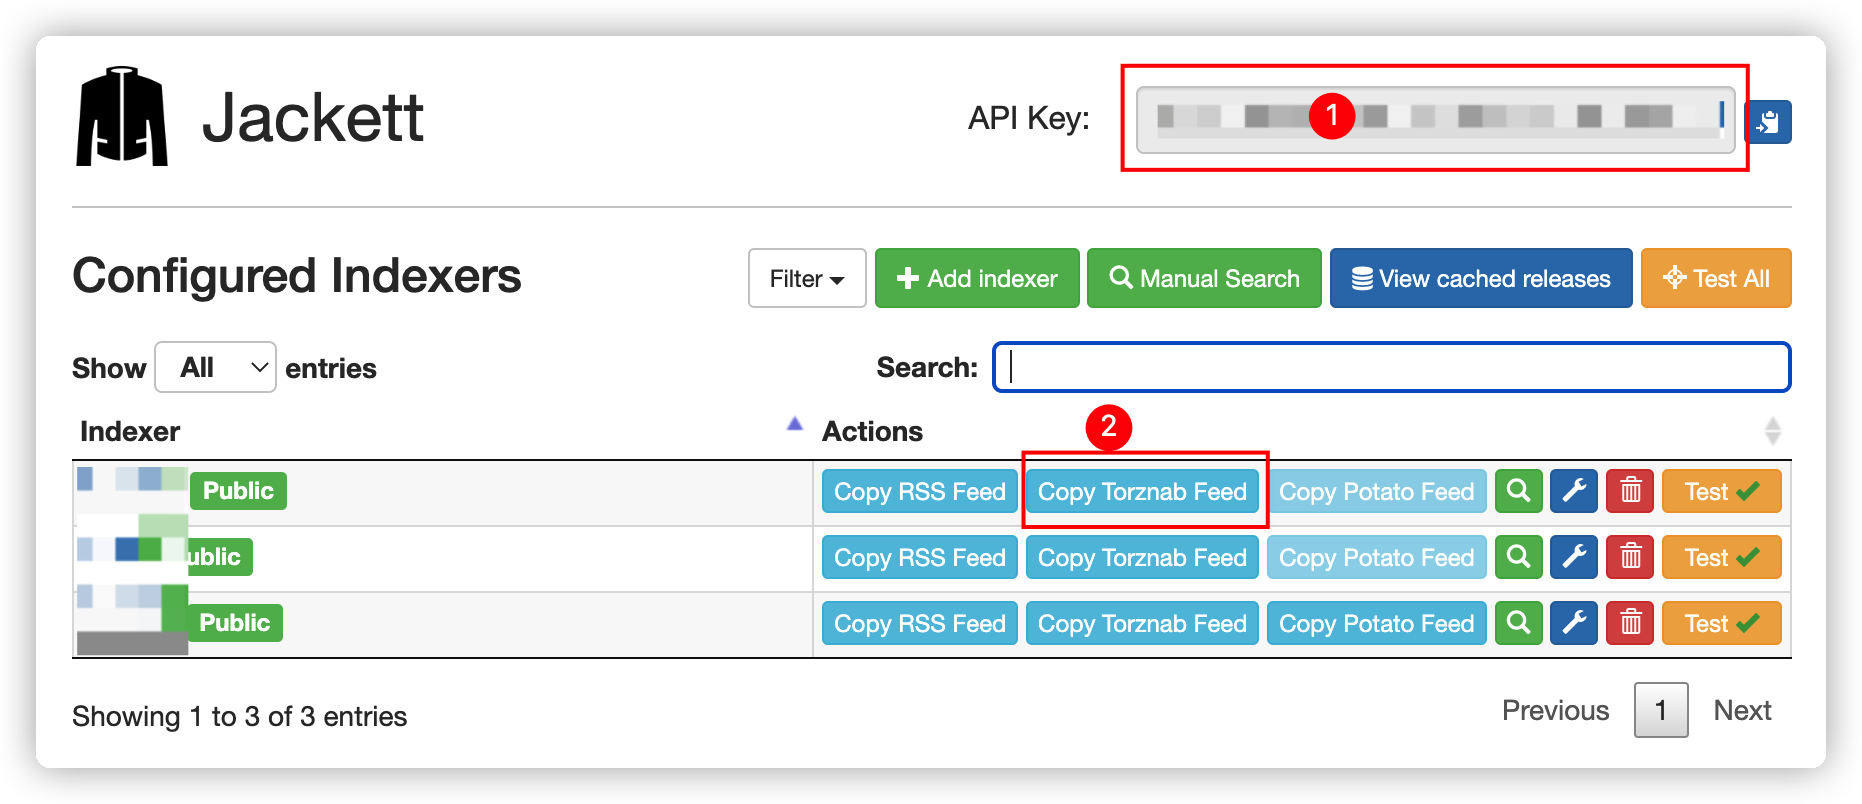 Jackett
API Key:
1
Configured Indexers
Filter
Add indexer
Manual Search
View cached releases
Test All
Show All entries
Search:
Indexer
Actions
2
Public
Copy RSS Feed
Copy Torznab Feed
Copy Potato Feed
Test
ublic
Copy RSS Feed
Copy Torznab Feed
Copy Potato Feed
Test
Public
Copy RSS Feed
Copy Torznab Feed
Copy Potato Feed
Test
Showing 1 to 3 of 3 entries
Previous
1
Next